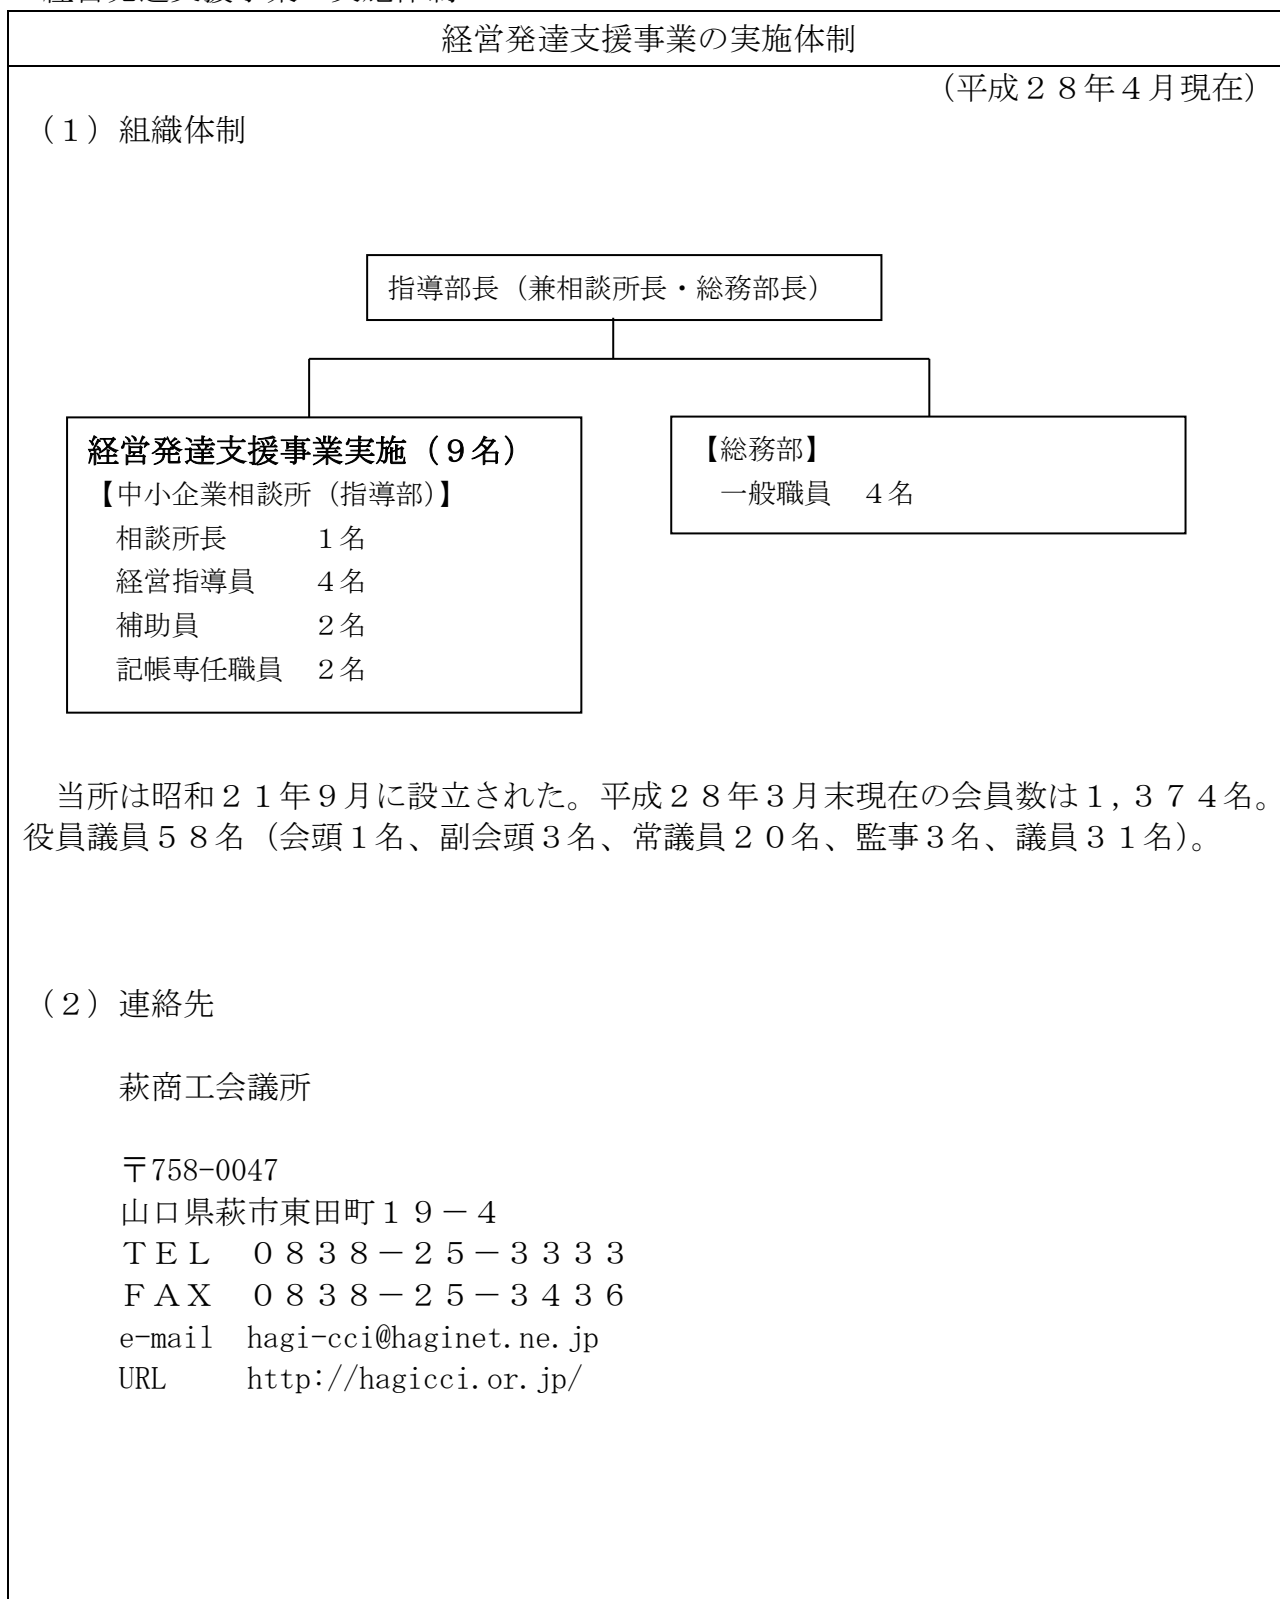 経営発達支援事業の実施体制
（平成２８年４月現在）
（１）組織体制
指導部長（兼相談所長・総務部長）
経営発達支援事業実施（９名）
【中小企業相談所（指導部）】
相談所長　１名
経営指導員　４名
補助員　２名
記帳専任職員　２名
【総務部】
一般職員　４名
当所は昭和２１年９月に設立された。平成２８年３月末現在の会員数は１,３７４名。
役員議員５８名（会頭１名、副会頭３名、常議員２０名、監事３名、議員３１名）。
（２）連絡先
萩商工会議所
〒758-0047
山口県萩市東田町１９－４
ＴＥＬ　０８３８－２５－３３３３
ＦＡＸ　０８３８－２５－３４３６
e-mail　hagi-cci@haginet.ne.jp
URL　http://hagicci.or.jp/